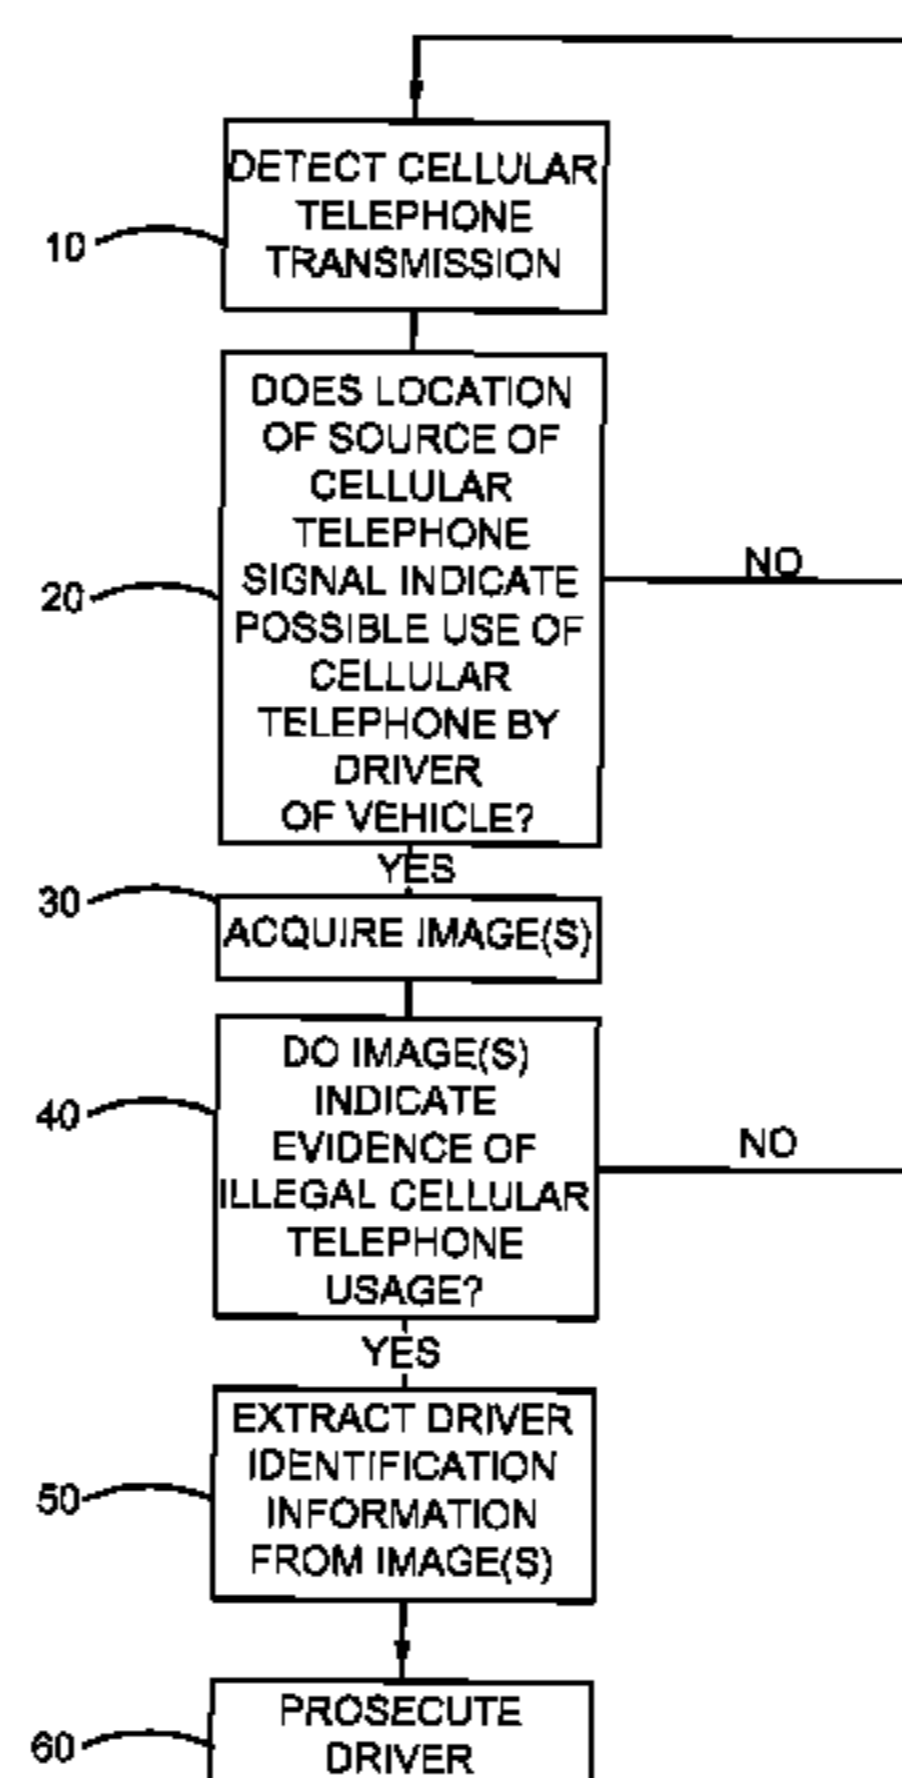 DETECT CELLULAR
TELEPHONE
TRANSMISSION
10
DOES LOCATION
OF SOURCE OF
CELLULAR
TELEPHONE
SIGNAL INDICATE
POSSIBLE USE OF
CELLULAR
TELEPHONE BY
DRIVER
OF VEHICLE?
20
NO
YES
30
ACQUIRE IMAGE(S)
DO IMAGE(S)
INDICATE
EVIDENCE OF
ILLEGAL CELLULAR
TELEPHONE
USAGE?
40
NO
YES
EXTRACT DRIVER
IDENTIFICATION
INFORMATION
FROM IMAGE(S)
50
PROSECUTE
DRIVER
60